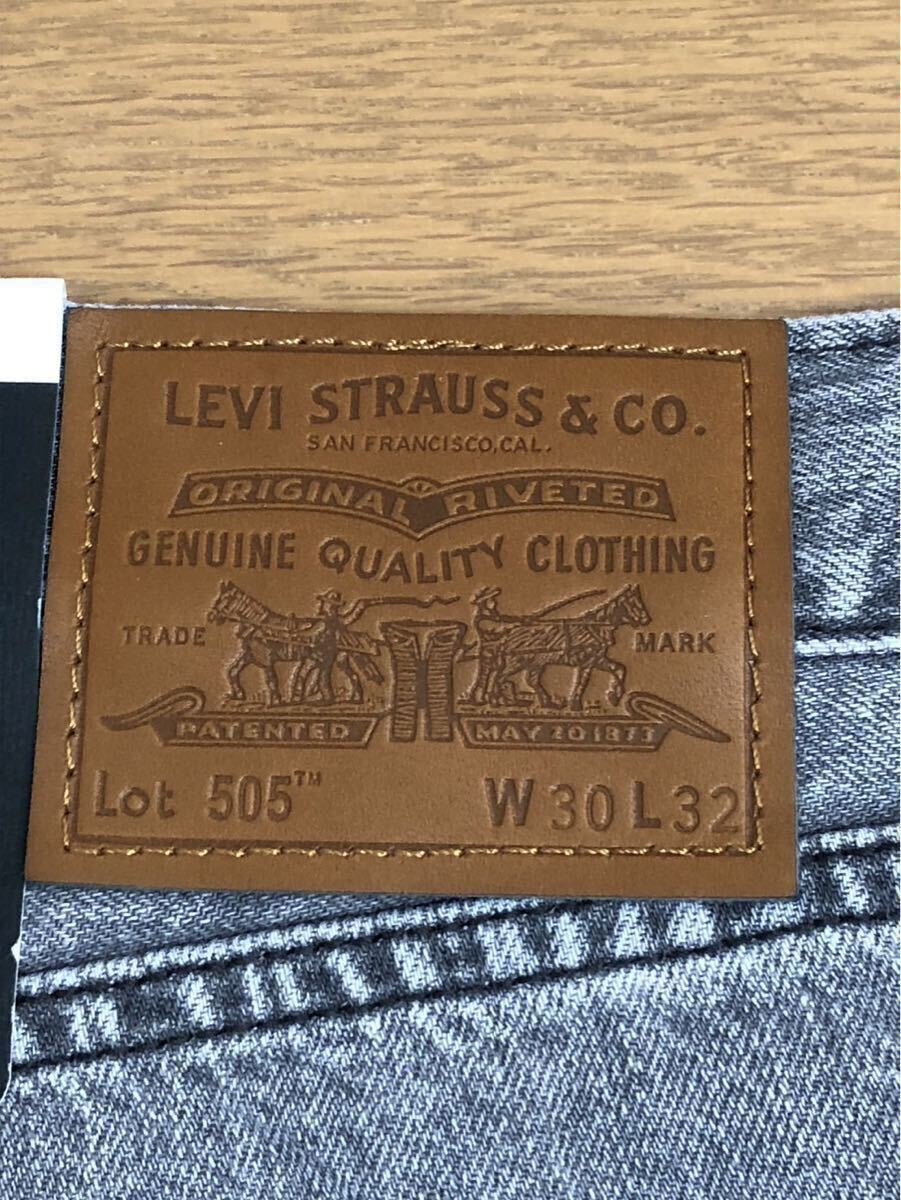 LEVI STRAUSS & CO.
SAN FRANCISCO, CAL.
ORIGINAL RIVETED
GENUINE QUALITY CLOTHING
TRADE MARK
PATENTED MAY 20 1873
Lot 505™ W 30 L 32